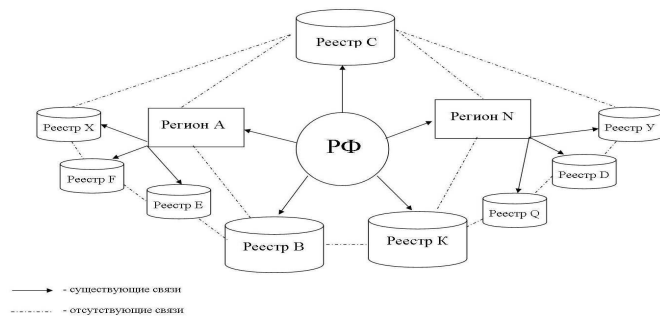 Реестр С
Реестр X
Регион А
РФ
Регион N
Реестр У
Реестр F
Реестр D
Реестр Е
Реестр Q
Реестр В
Реестр К
- существующие связи
- отсутствующие связи